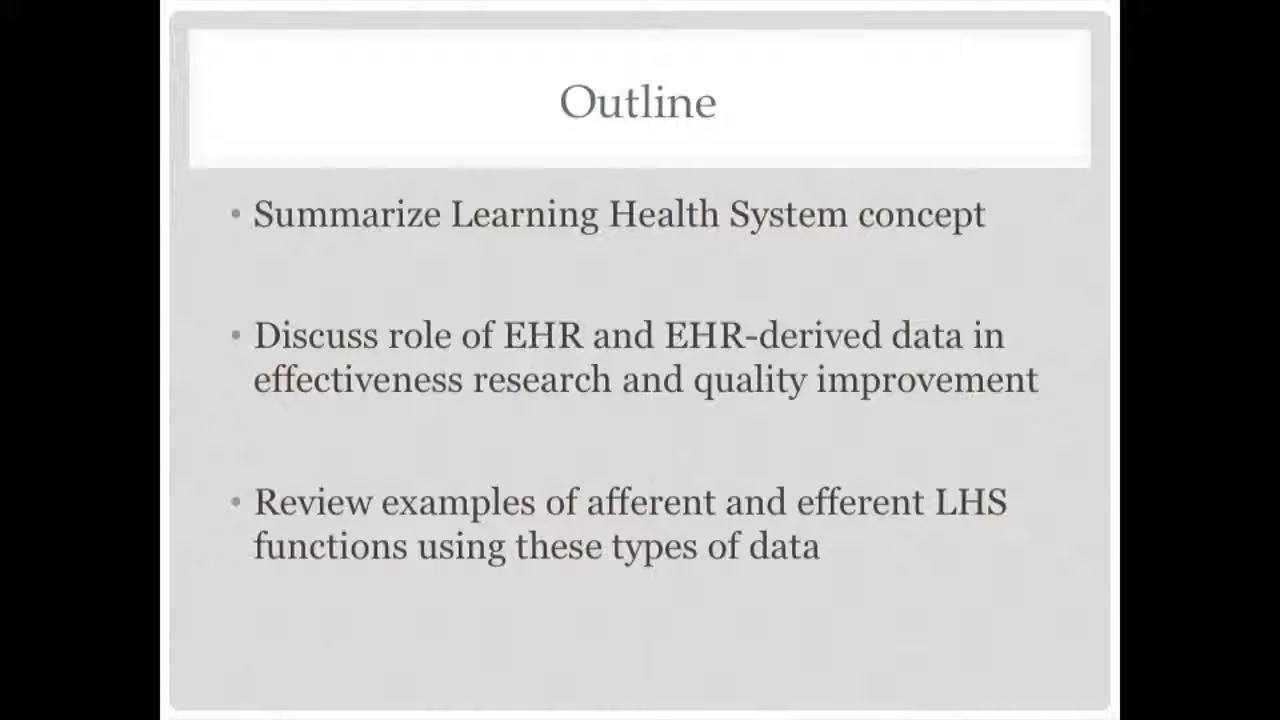 Outline
• Summarize Learning Health System concept
• Discuss role of EHR and EHR-derived data in
effectiveness research and quality improvement
• Review examples of afferent and efferent LHS
functions using these types of data